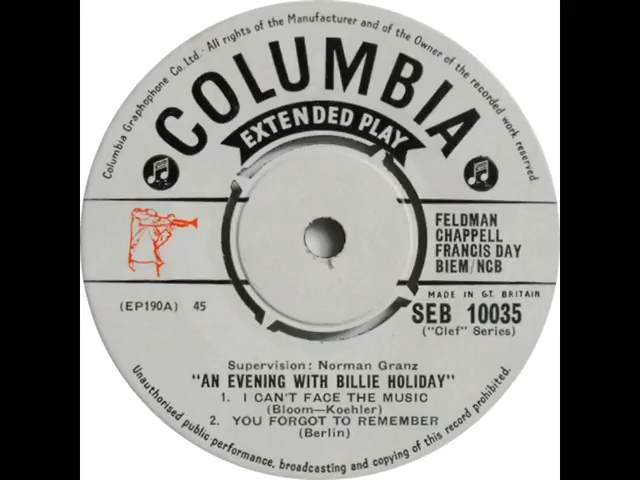 Columbia Graphophone Co. Ltd.· All rights of the Manufacturer and of the Owner of the recorded work reserved.
COLUMBIA
EXTENDED PLAY
FELDMAN
CHAPPELL
FRANCIS DAY
BIEM/NCB
MADE IN GT. BRITAIN
(EP190A) 45
SEB 10035
("Clef" Series)
Supervision: Norman Granz
"AN EVENING WITH BILLIE HOLIDAY"
1. I CAN'T FACE THE MUSIC
(Bloom—Koehler)
2. YOU FORGOT TO REMEMBER
(Berlin)
Unauthorised public performance, broadcasting and copying of this record prohibited.